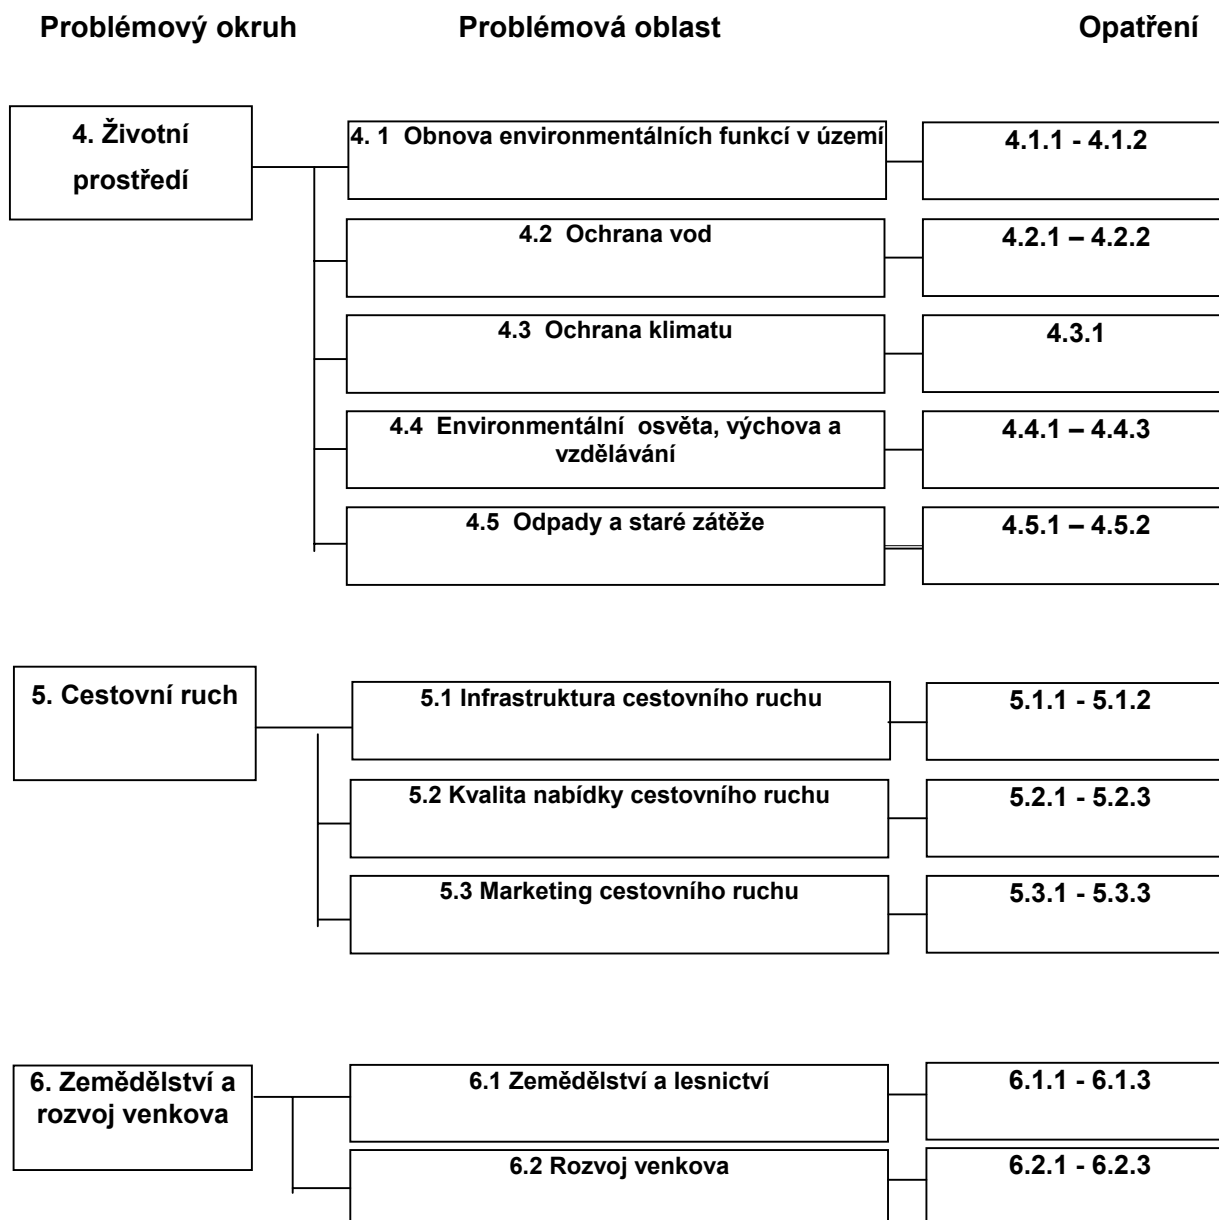 Problémový okruh Problémová oblast Opatření
4. Životní
prostředí
4. 1 Obnova environmentálních funkcí v území
4.1.1 - 4.1.2
4.2 Ochrana vod
4.2.1 – 4.2.2
4.3 Ochrana klimatu
4.3.1
4.4 Environmentální osvěta, výchova a
vzdělávání
4.4.1 – 4.4.3
4.5 Odpady a staré zátěže
4.5.1 – 4.5.2
5. Cestovní ruch
5.1 Infrastruktura cestovního ruchu
5.1.1 - 5.1.2
5.2 Kvalita nabídky cestovního ruchu
5.2.1 - 5.2.3
5.3 Marketing cestovního ruchu
5.3.1 - 5.3.3
6. Zemědělství a
rozvoj venkova
6.1 Zemědělství a lesnictví
6.1.1 - 6.1.3
6.2 Rozvoj venkova
6.2.1 - 6.2.3